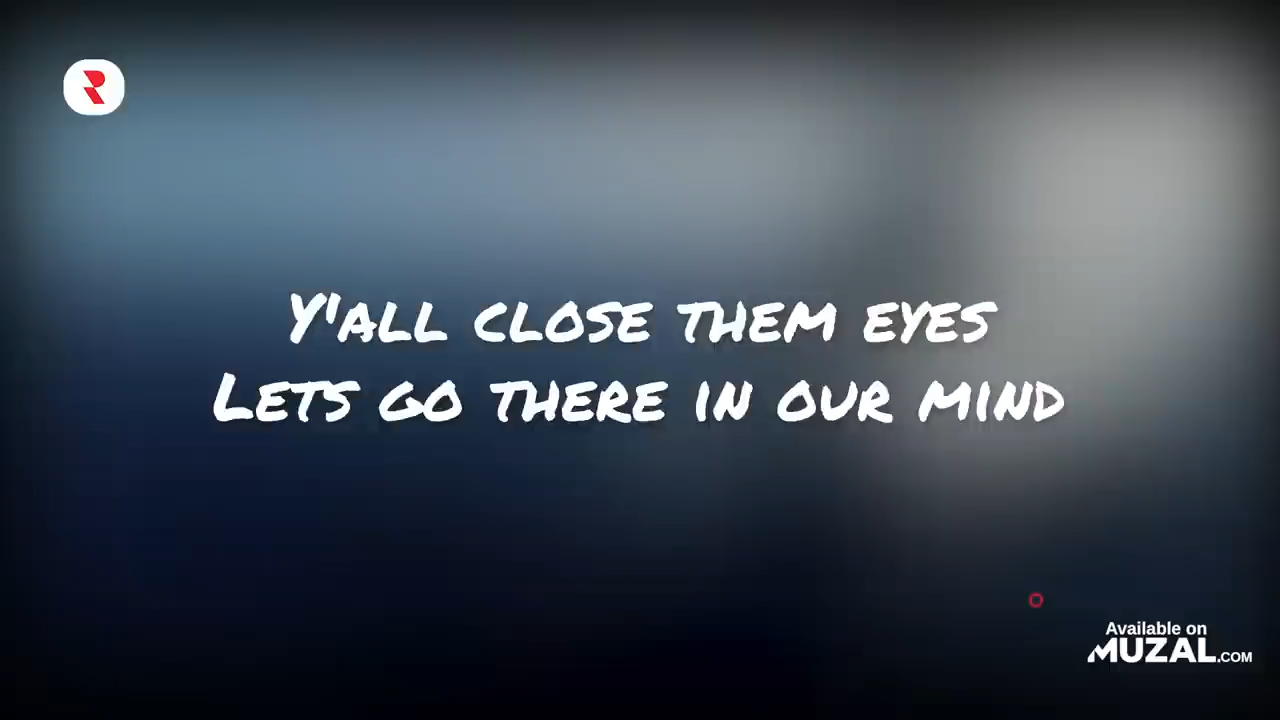 Y'ALL CLOSE THEM EYES
LETS GO THERE IN OUR MIND
Available on
MUZAL.COM